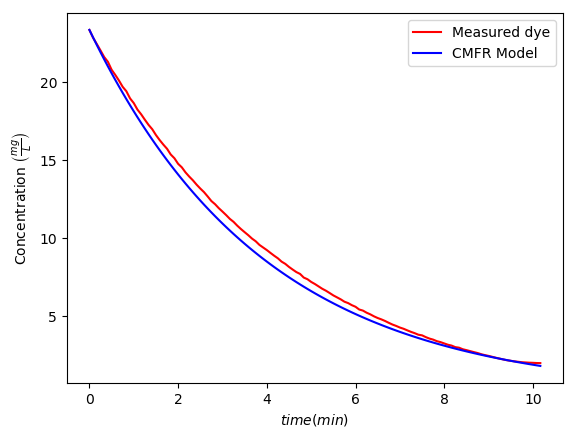 Measured dye
CMFR Model
20
15
10
5
Concentration (mg/L)
0 2 4 6 8 10
time(min)